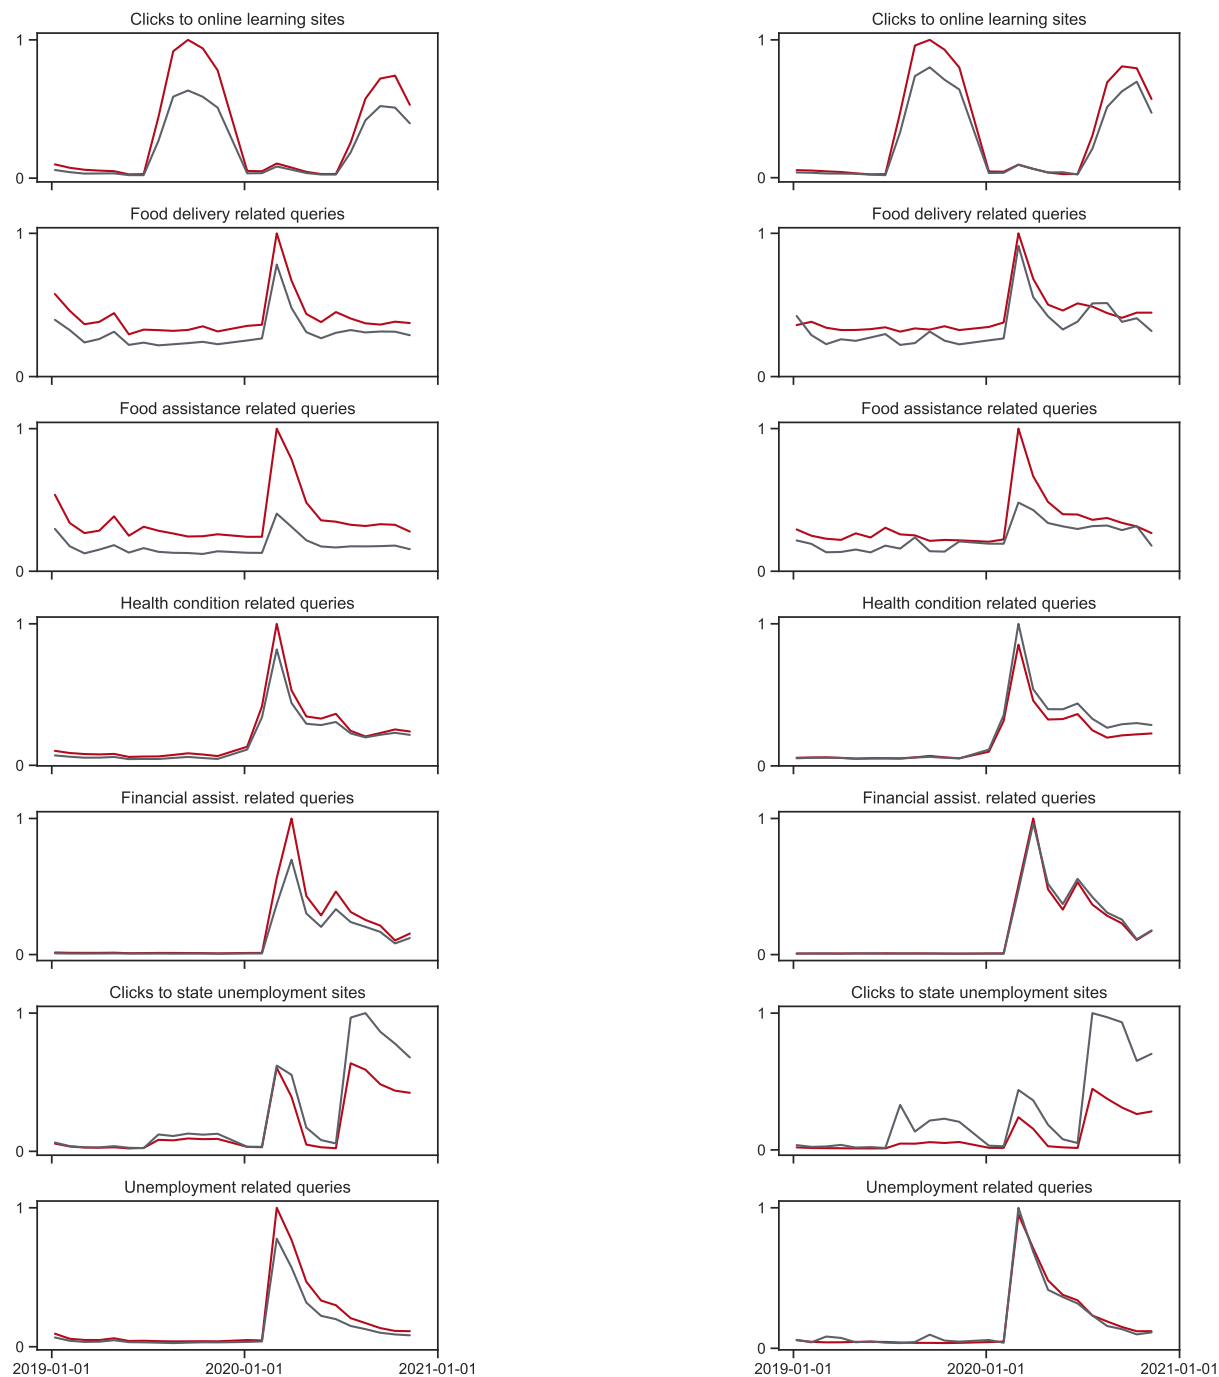 Clicks to online learning sites
1
0
Food delivery related queries
1
0
Food assistance related queries
1
0
Health condition related queries
1
0
Financial assist. related queries
1
0
Clicks to state unemployment sites
1
0
Unemployment related queries
1
0
2019-01-01 2020-01-01 2021-01-01
Clicks to online learning sites
1
0
Food delivery related queries
1
0
Food assistance related queries
1
0
Health condition related queries
1
0
Financial assist. related queries
1
0
Clicks to state unemployment sites
1
0
Unemployment related queries
1
0
2019-01-01 2020-01-01 2021-01-01